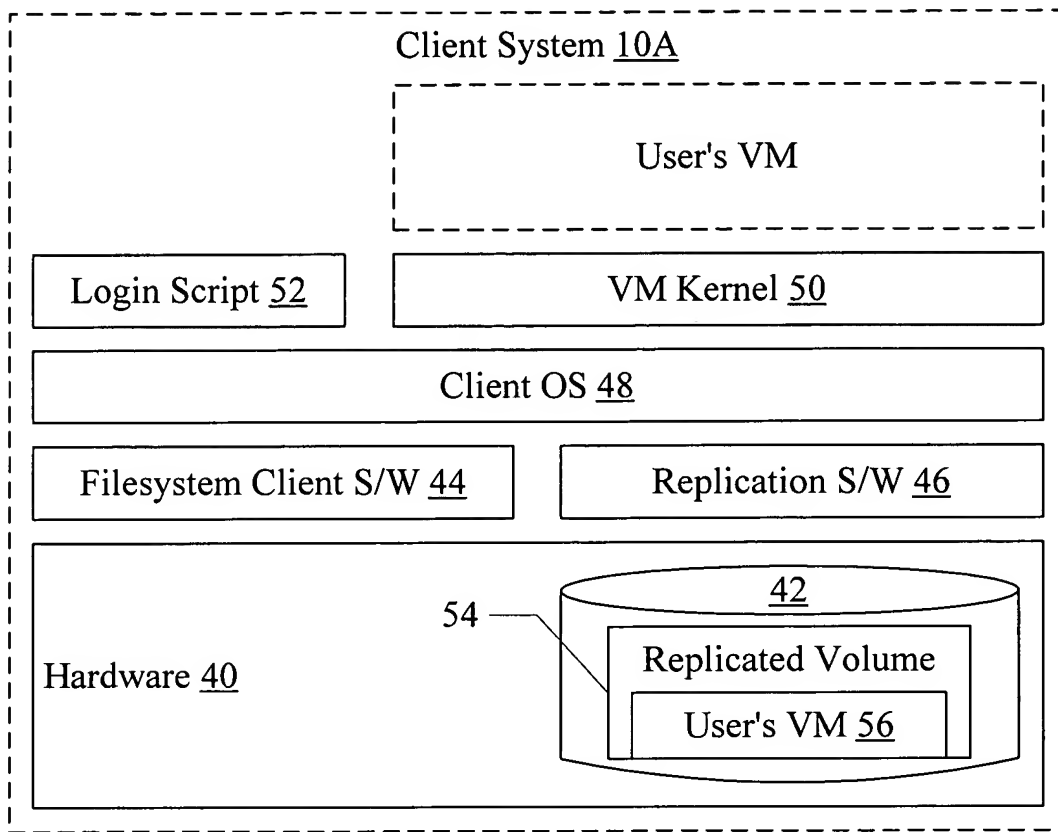 Client System 10A
User's VM
Login Script 52
VM Kernel 50
Client OS 48
Filesystem Client S/W 44
Replication S/W 46
42
54
Replicated Volume
Hardware 40
User's VM 56